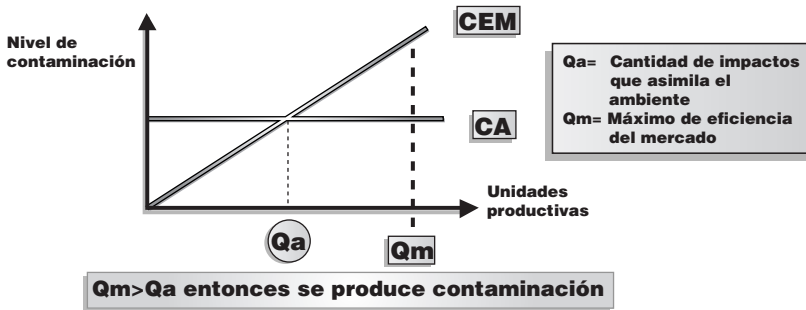 Nivel de
contaminación
CEM
CA
Qa= Cantidad de impactos
que asimila el
ambiente
Qm= Máximo de eficiencia
del mercado
Unidades
productivas
Qa
Qm
Qm>Qa entonces se produce contaminación